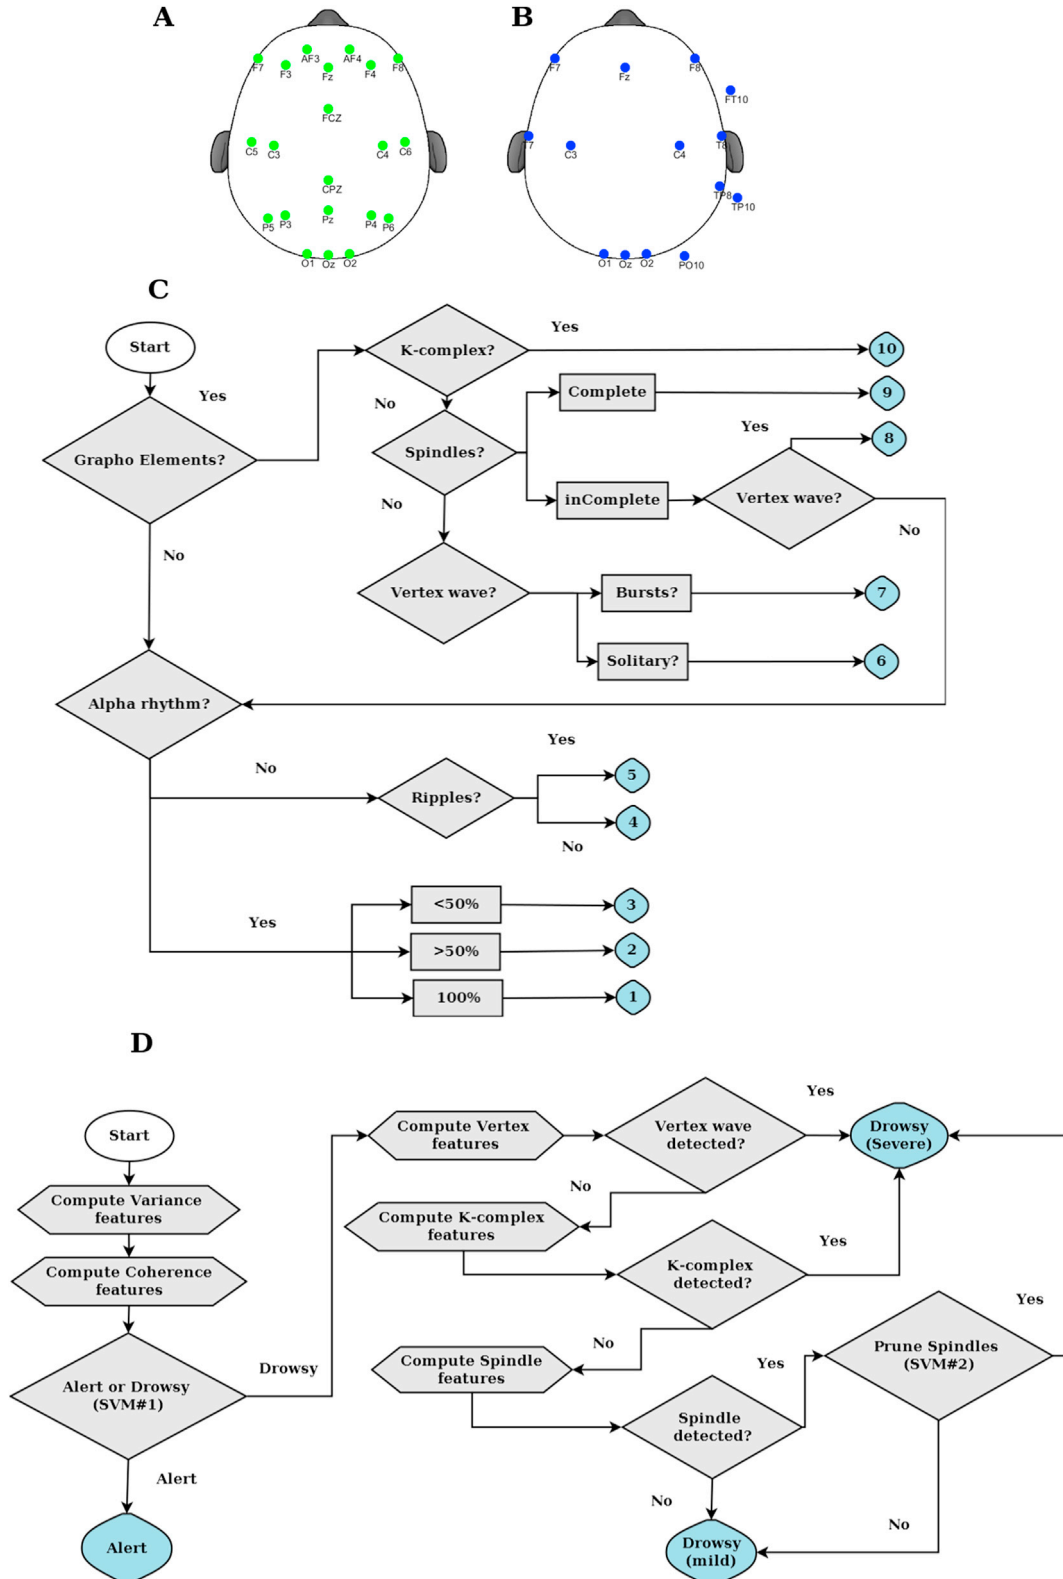 A
B
AF3
AF4
F7
F3
Fz
F4
F8
FCZ
C5
C3
C4
C6
CPZ
P5
P3
Pz
P4
P6
O1
Oz
O2
F7
Fz
F8
FT10
T7
C3
C4
T8
TP8
TP10
O1
Oz
O2
PO10
C
Start
Yes
Grapho Elements?
No
K-complex?
Yes
10
No
Spindles?
Complete
9
Yes
8
inComplete
Vertex wave?
No
No
Vertex wave?
Bursts?
7
Solitary?
6
Alpha rhythm?
No
Ripples?
Yes
5
4
No
Yes
<50%
3
>50%
2
100%
1
D
Start
Compute Variance
features
Compute Coherence
features
Alert or Drowsy
(SVM#1)
Drowsy
Alert
Alert
Compute Vertex
features
Vertex wave
detected?
Yes
Drowsy
(Severe)
No
Compute K-complex
features
K-complex
detected?
Yes
No
Compute Spindle
features
Spindle
detected?
Yes
Prune Spindles
(SVM#2)
Yes
No
No
Drowsy
(mild)